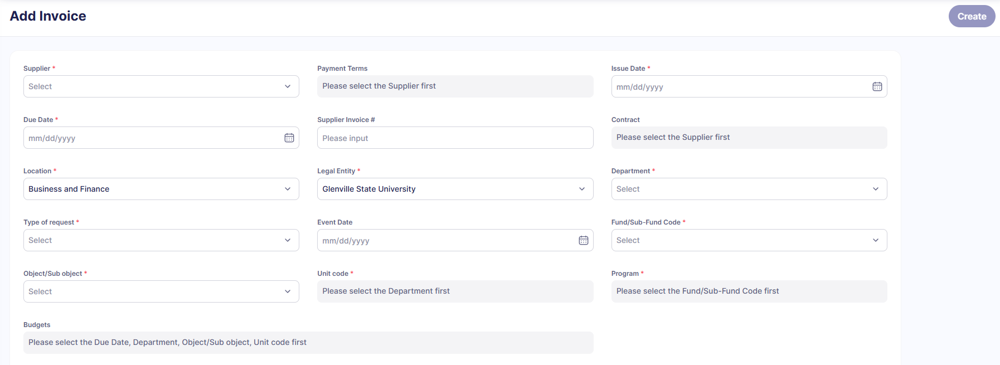 Add Invoice
Create
Supplier *
Select
Payment Terms
Please select the Supplier first
Issue Date *
mm/dd/yyyy
Due Date *
mm/dd/yyyy
Supplier Invoice #
Please input
Contract
Please select the Supplier first
Location *
Business and Finance
Legal Entity *
Glenville State University
Department *
Select
Type of request *
Select
Event Date
mm/dd/yyyy
Fund/Sub-Fund Code *
Select
Object/Sub object *
Select
Unit code *
Please select the Department first
Program *
Please select the Fund/Sub-Fund Code first
Budgets
Please select the Due Date, Department, Object/Sub object, Unit code first